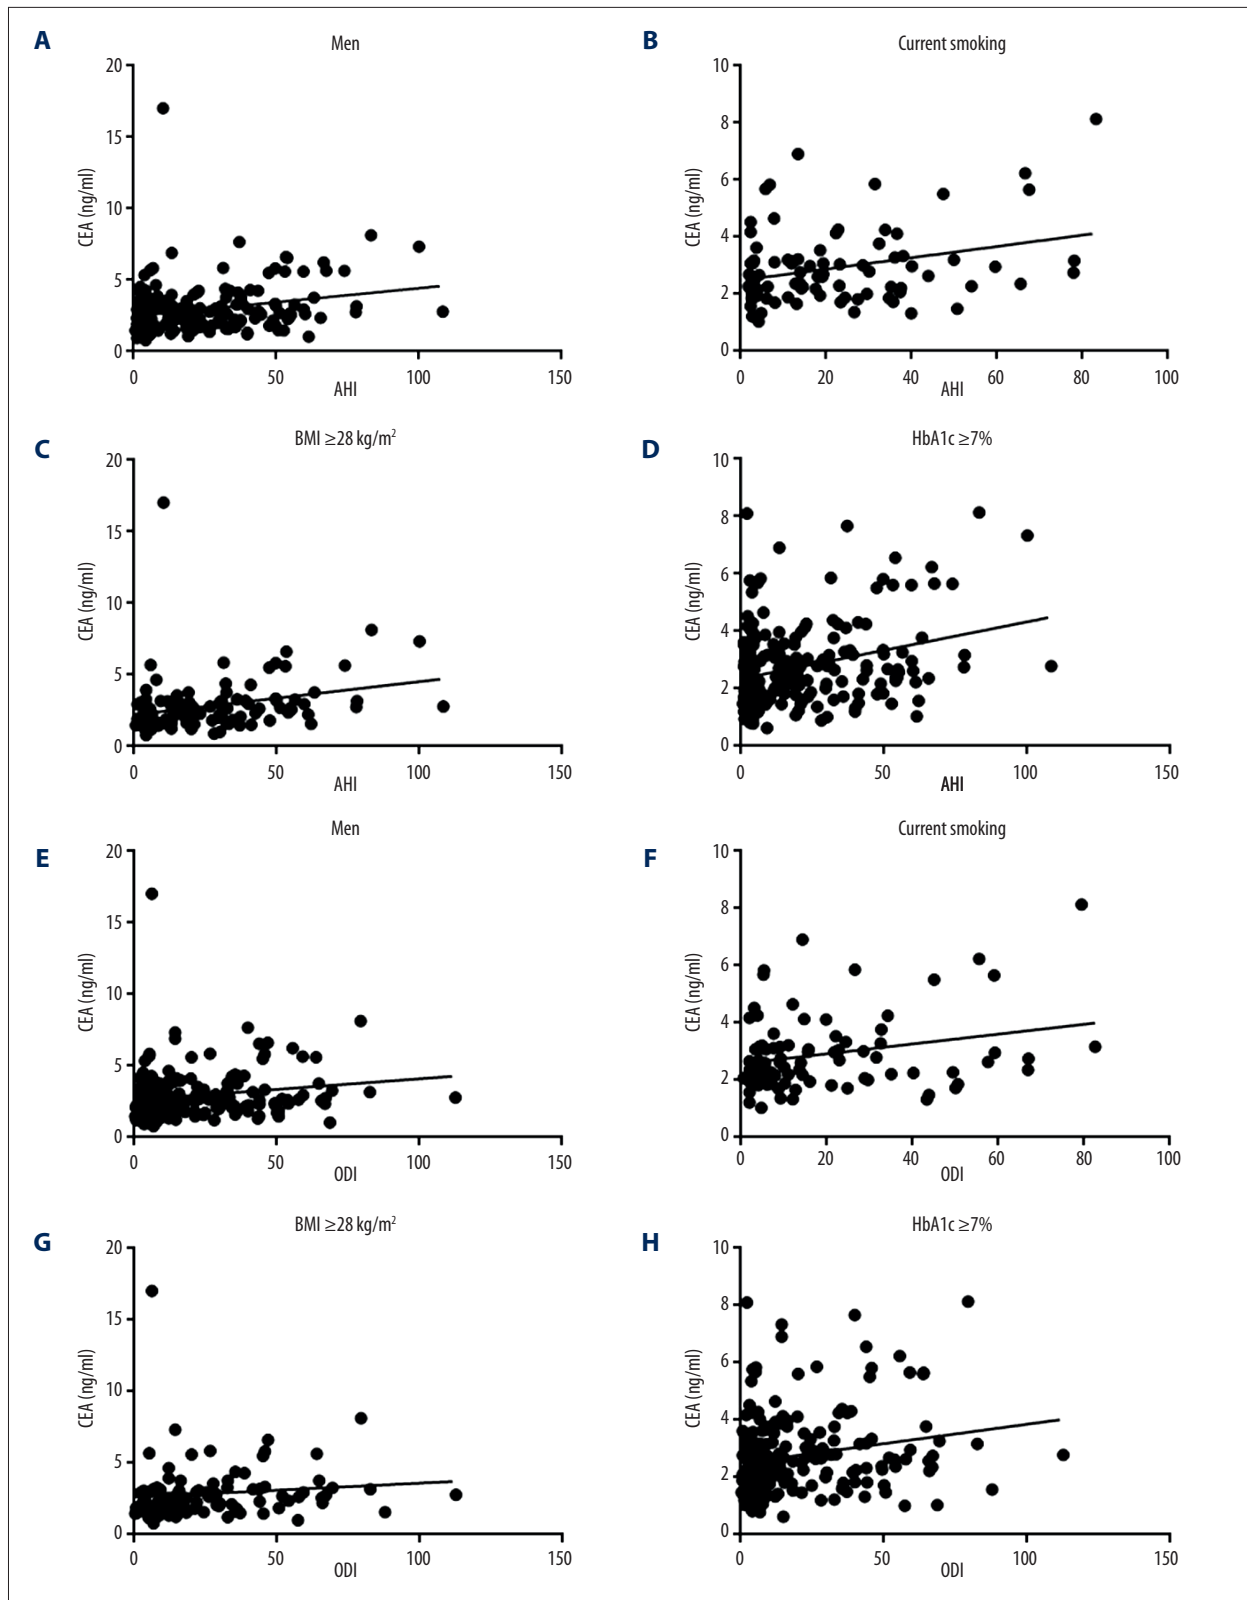 A
Men
CEA (ng/ml)
20
15
10
5
0
0 50 100 150
AHI
B
Current smoking
CEA (ng/ml)
10
8
6
4
2
0
0 20 40 60 80 100
AHI
C
BMI ≥28 kg/m²
CEA (ng/ml)
20
15
10
5
0
0 50 100 150
AHI
D
HbA1c ≥7%
CEA (ng/ml)
10
8
6
4
2
0
0 50 100 150
AHI
E
Men
CEA (ng/ml)
20
15
10
5
0
0 50 100 150
ODI
F
Current smoking
CEA (ng/ml)
10
8
6
4
2
0
0 20 40 60 80 100
ODI
G
BMI ≥28 kg/m²
CEA (ng/ml)
20
15
10
5
0
0 50 100 150
ODI
H
HbA1c ≥7%
CEA (ng/ml)
10
8
6
4
2
0
0 50 100 150
ODI